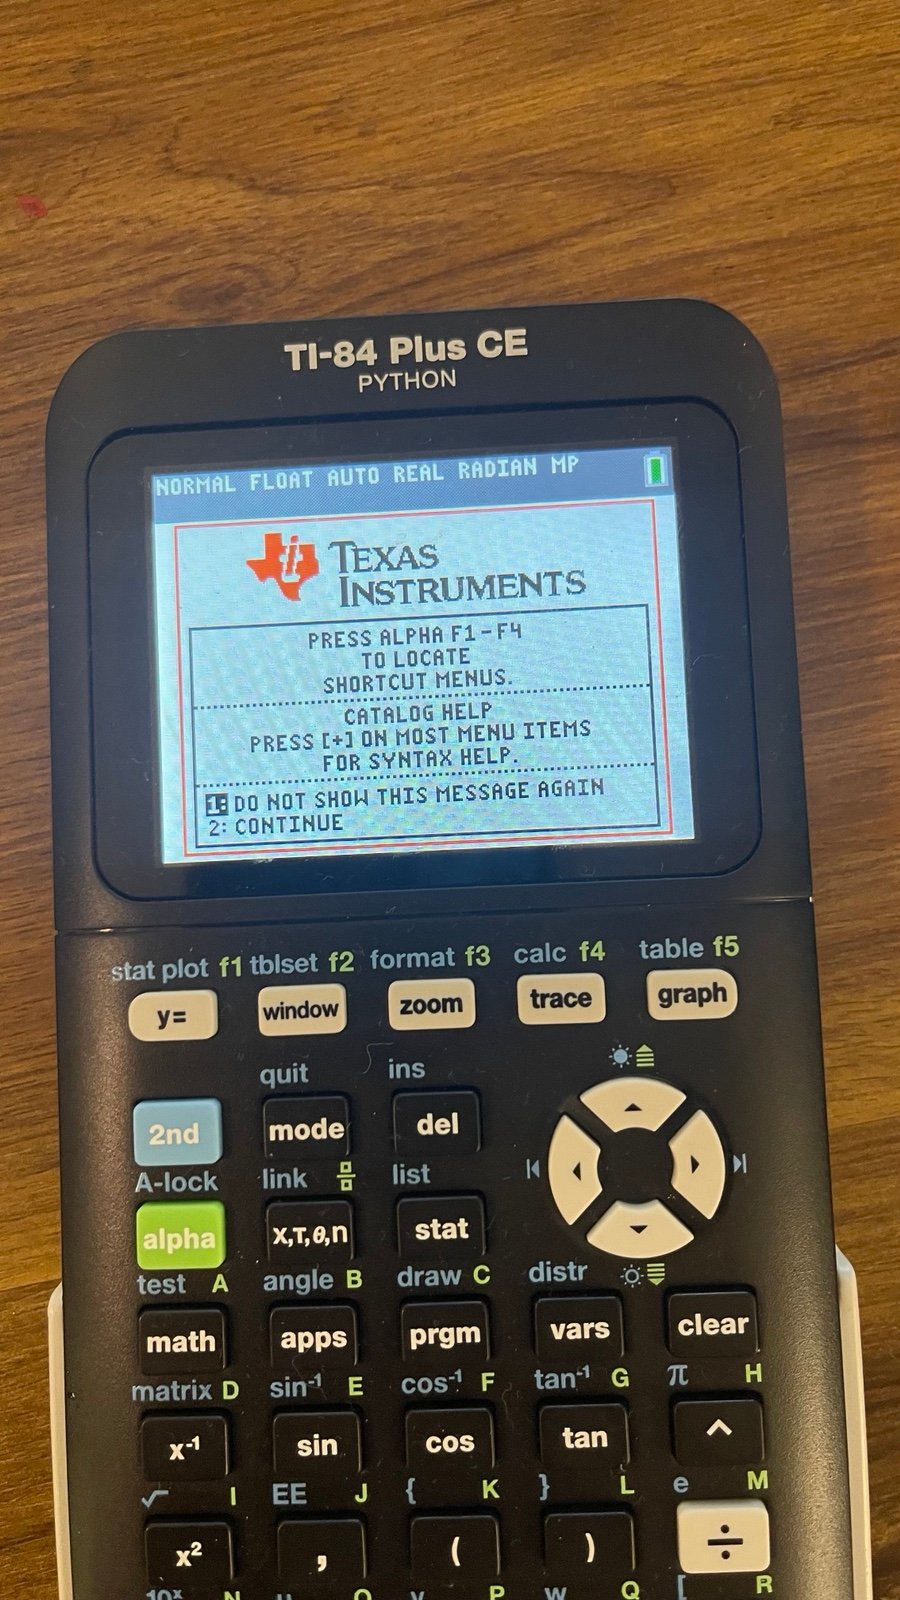 TI-84 Plus CE
PYTHON
NORMAL FLOAT AUTO REAL RADIAN MP
TEXAS
INSTRUMENTS
PRESS ALPHA F1-F4
TO LOCATE
SHORTCUT MENUS.
CATALOG HELP
PRESS [+] ON MOST MENU ITEMS
FOR SYNTAX HELP.
1: DO NOT SHOW THIS MESSAGE AGAIN
2: CONTINUE
stat plot f1 tblset f2 format f3 calc f4 table f5
y= window zoom trace graph
quit ins
2nd mode del
A-lock link list
alpha X,T,θ,n stat
test A angle B draw C distr
math apps prgm vars clear
matrix D sin⁻¹ E cos⁻¹ F tan⁻¹ G π H
x⁻¹ sin cos tan ^
√ I EE J { K } L e M
x² , ( ) ÷
10ˣ N u O v P w Q [ R